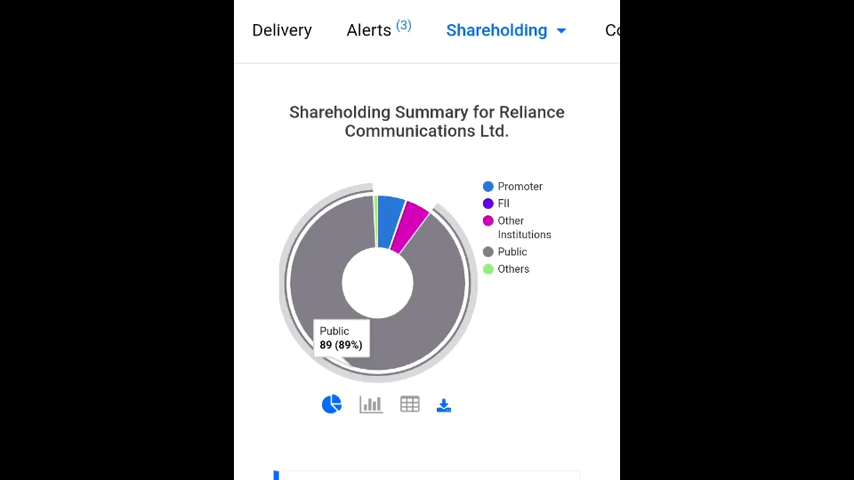 Delivery Alerts (3) Shareholding
Shareholding Summary for Reliance
Communications Ltd.
Promoter
FII
Other
Institutions
Public
Others
Public
89 (89%)